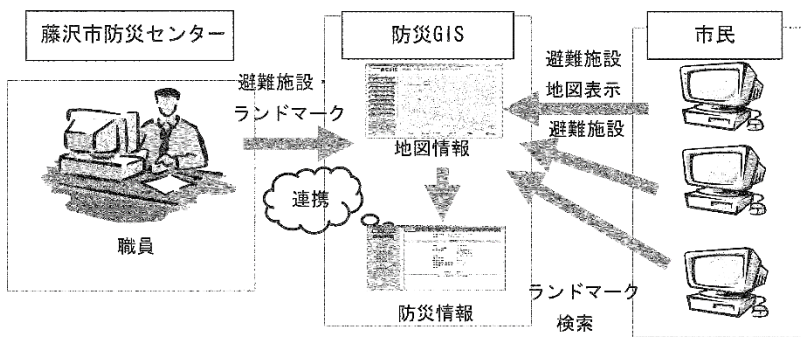 藤沢市防災センター
防災GIS
市民
避難施設・
ランドマーク
職員
地図情報
連携
防災情報
避難施設
地図表示
避難施設
ランドマーク
検索